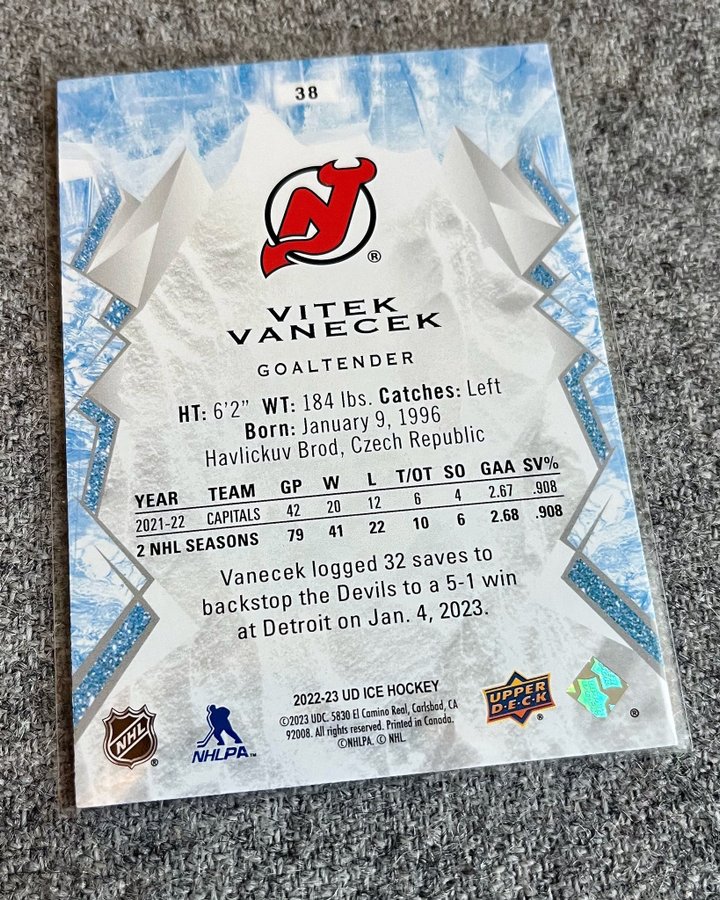 38
NJ
®
VITEK
VANECEK
GOALTENDER
HT: 6'2" WT: 184 lbs. Catches: Left
Born: January 9, 1996
Havlickuv Brod, Czech Republic
YEAR TEAM GP W L T/OT SO GAA SV%
2021-22 CAPITALS 42 20 12 6 4 2.67 .908
2 NHL SEASONS 79 41 22 10 6 2.68 .908
Vanecek logged 32 saves to
backstop the Devils to a 5-1 win
at Detroit on Jan. 4, 2023.
2022-23 UD ICE HOCKEY
©2023 UDC. 5830 El Camino Real, Carlsbad, CA
92008. All rights reserved. Printed in Canada.
©NHLPA. © NHL.
NHL ®
NHLPA™
UPPER
D·E·C·K ®
®